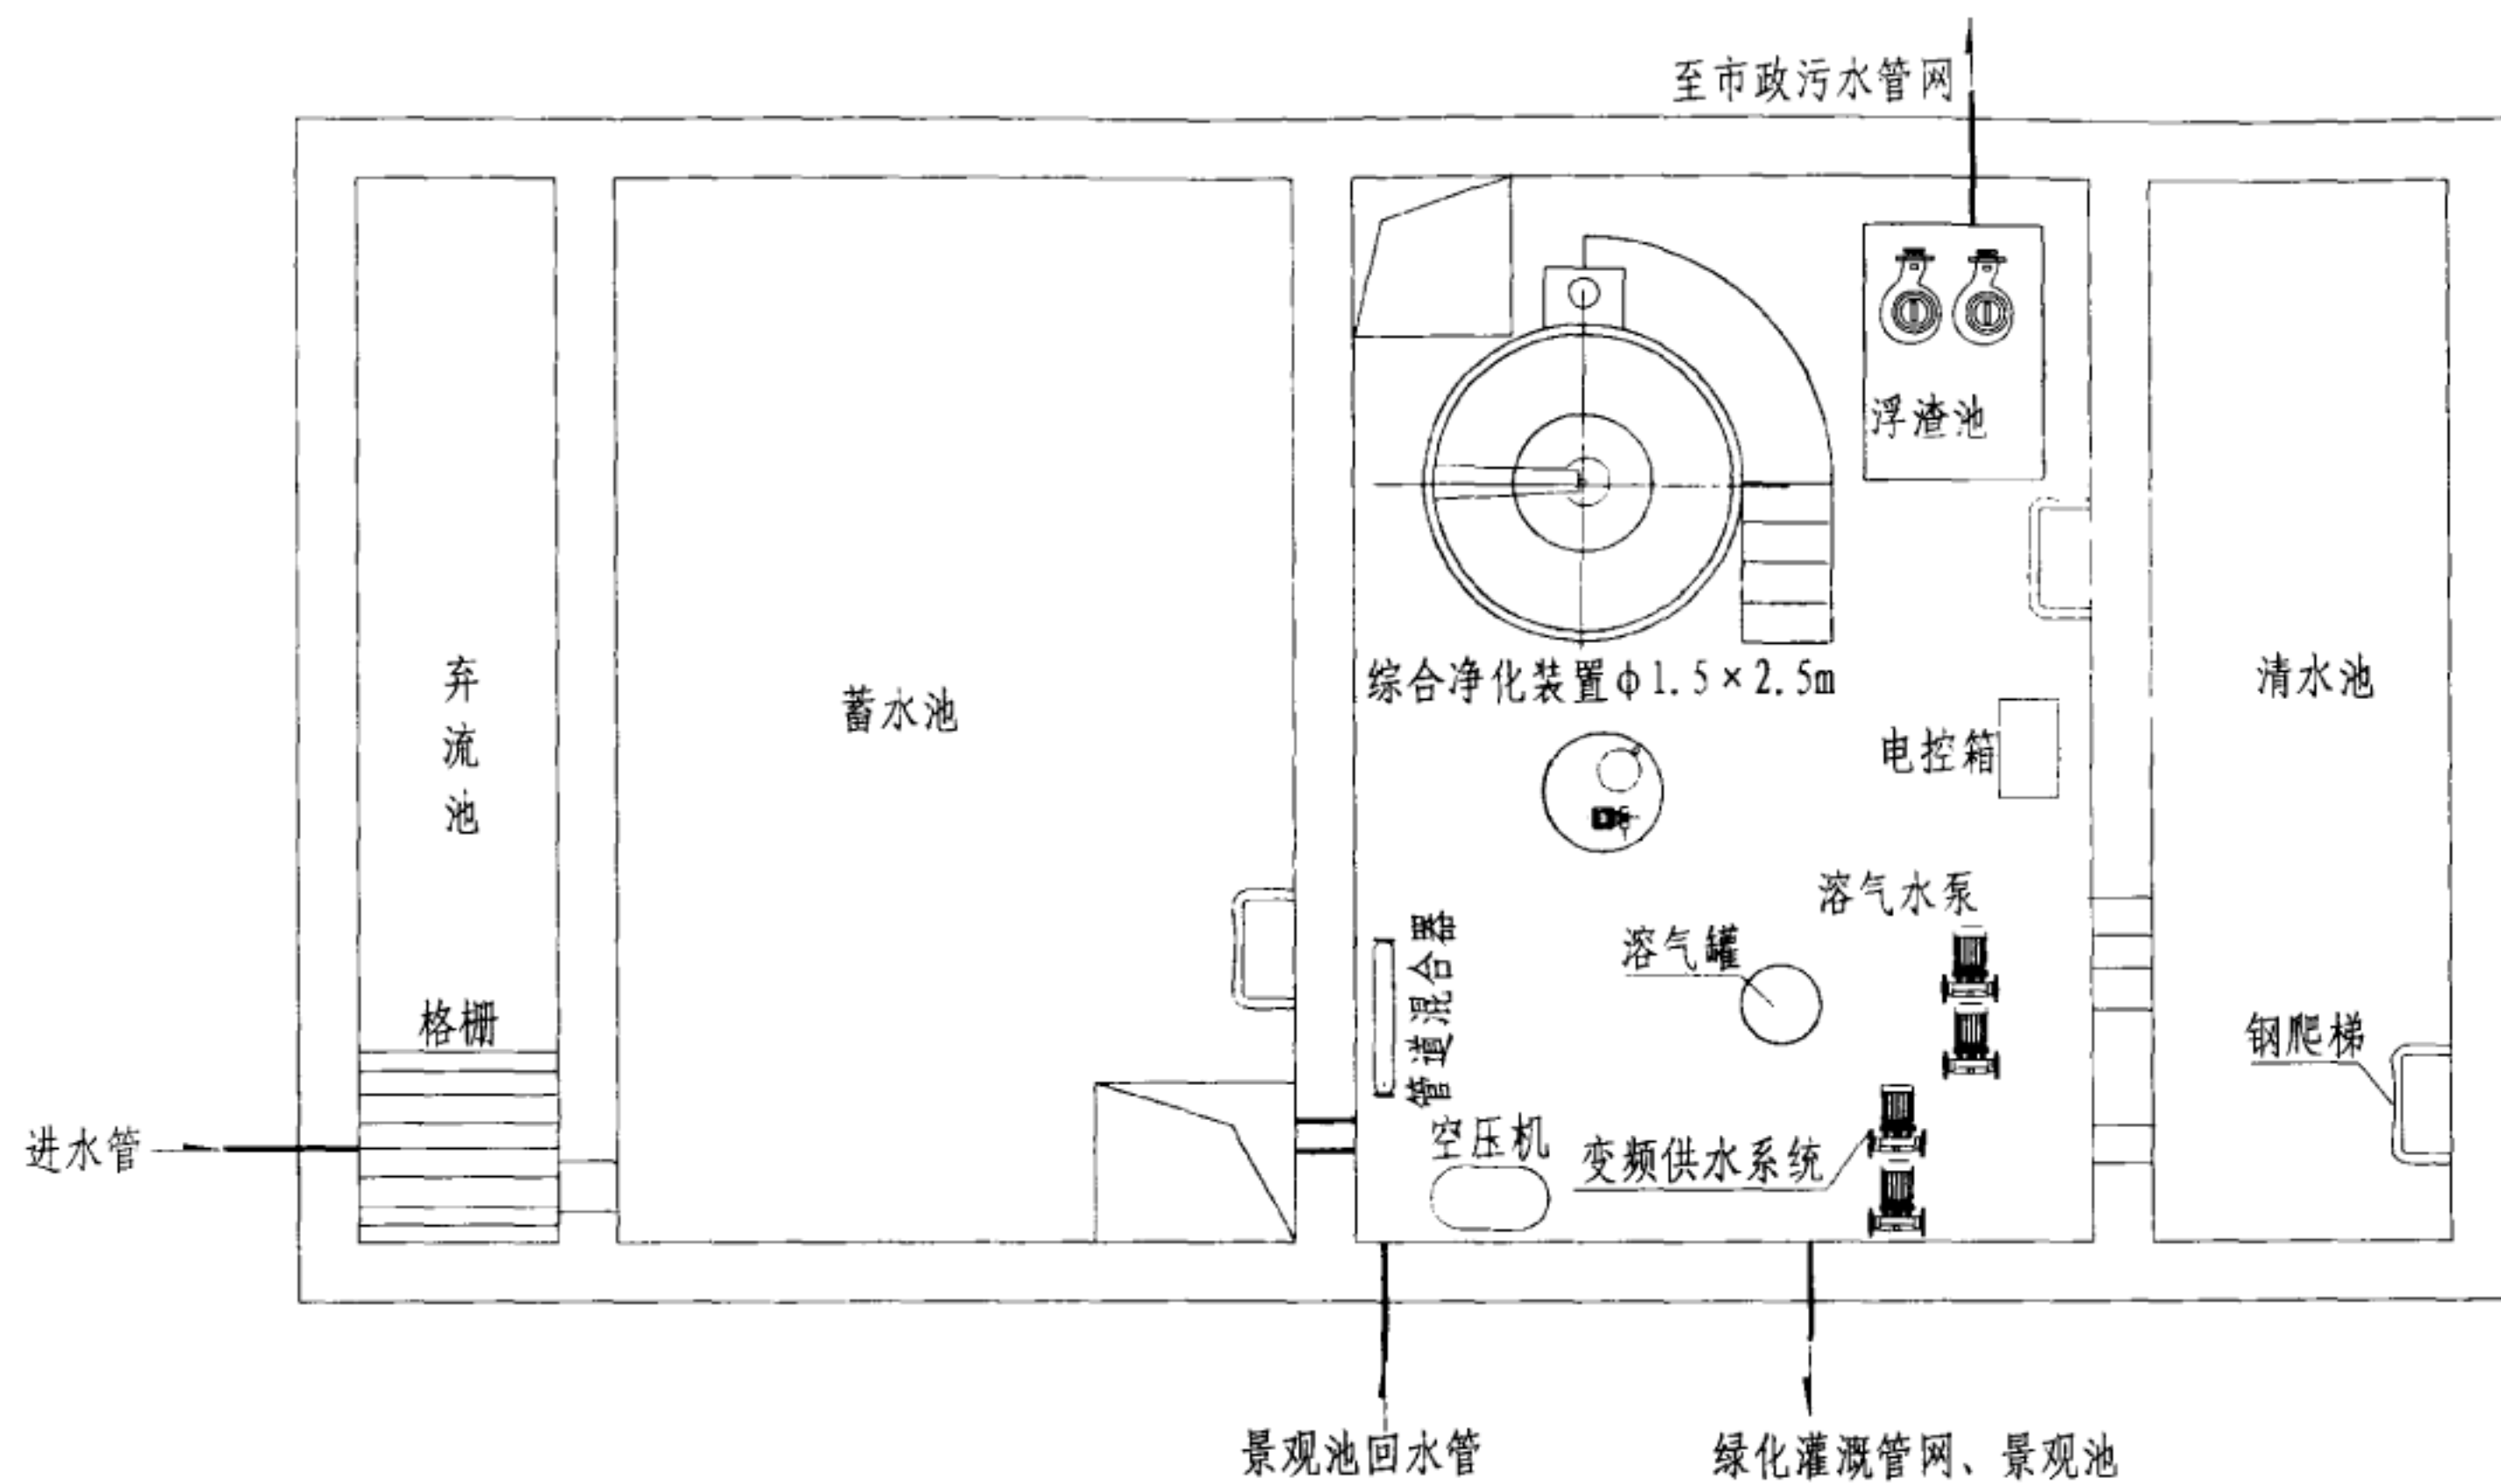 至市政污水管网
浮渣池
综合净化装置ф1.5×2.5m
弃流池
蓄水池
清水池
电控箱
溶气水泵
溶气罐
管道混合器
格栅
钢爬梯
进水管
空压机
变频供水系统
景观池回水管
绿化灌溉管网、景观池